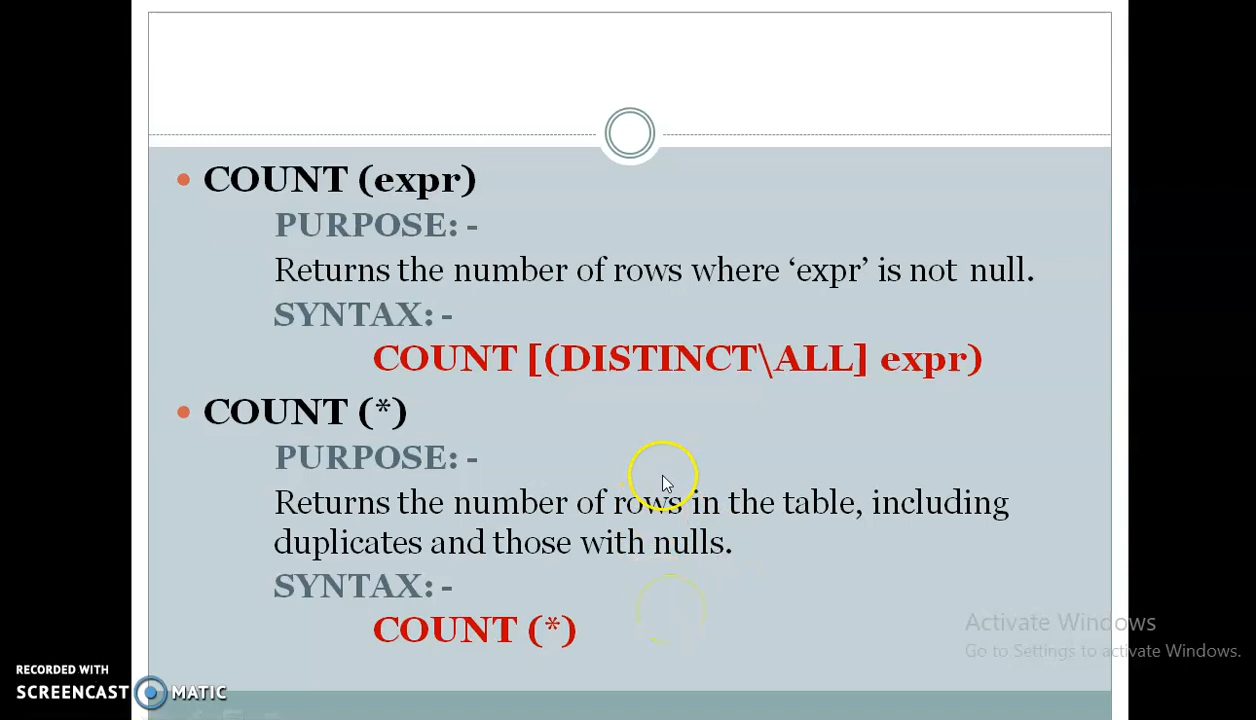 COUNT (expr)
PURPOSE: -
Returns the number of rows where ‘expr’ is not null.
SYNTAX: -
COUNT [(DISTINCT\ALL] expr)
COUNT (*)
PURPOSE: -
Returns the number of rows in the table, including
duplicates and those with nulls.
SYNTAX: -
COUNT (*)
Activate Windows
Go to Settings to activate Windows.
RECORDED WITH
SCREENCAST MATIC